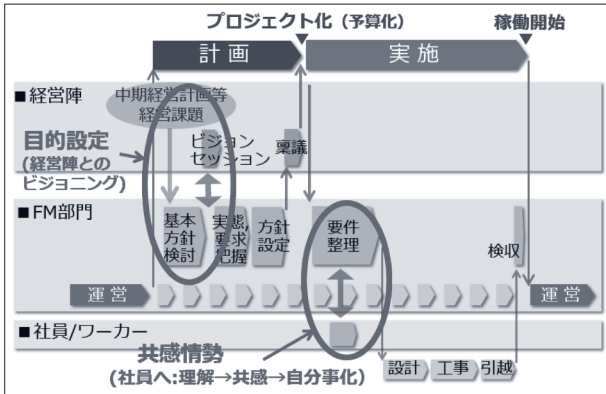 プロジェクト化（予算化）
稼働開始
計画
実施
■経営陣
中期経営計画等
経営課題
目的設定
(経営陣との
ビジョニング)
ビジョン
セッション
稟議
■FM部門
基本
方針
検討
実態,
要求
把握
方針
設定
要件
整理
検収
運営
運営
■社員/ワーカー
共感情勢
(社員へ:理解→共感→自分事化)
設計
工事
引越